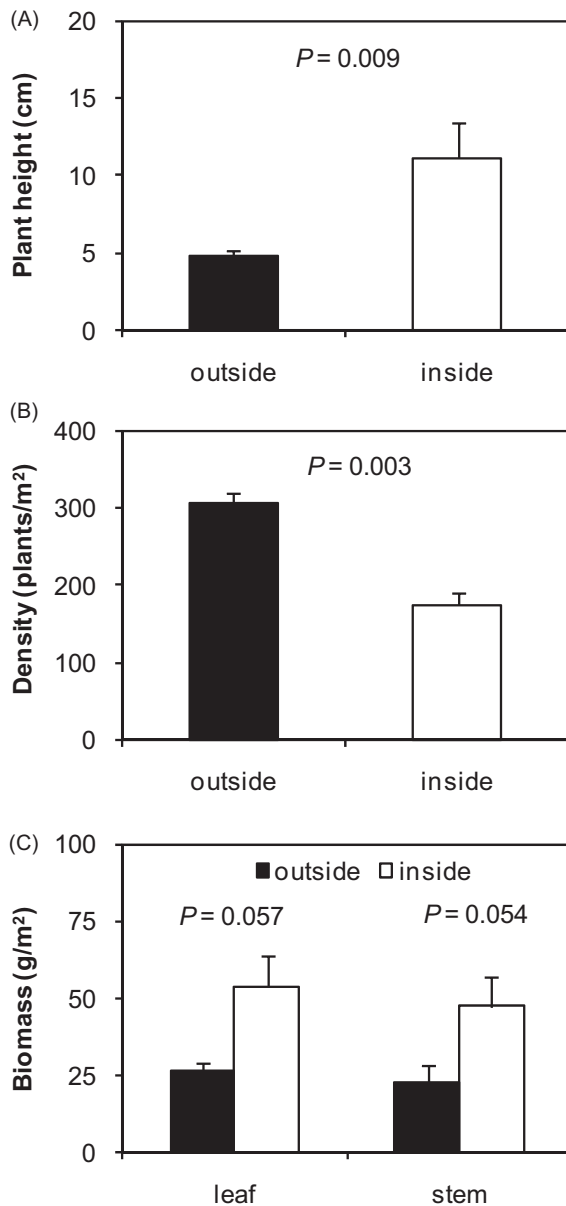 (A)
Plant height (cm)
20
15
10
5
0
P = 0.009
outside inside
(B)
Density (plants/m²)
400
300
200
100
0
P = 0.003
outside inside
(C)
Biomass (g/m²)
100
75
50
25
0
outside inside
P = 0.057 P = 0.054
leaf stem